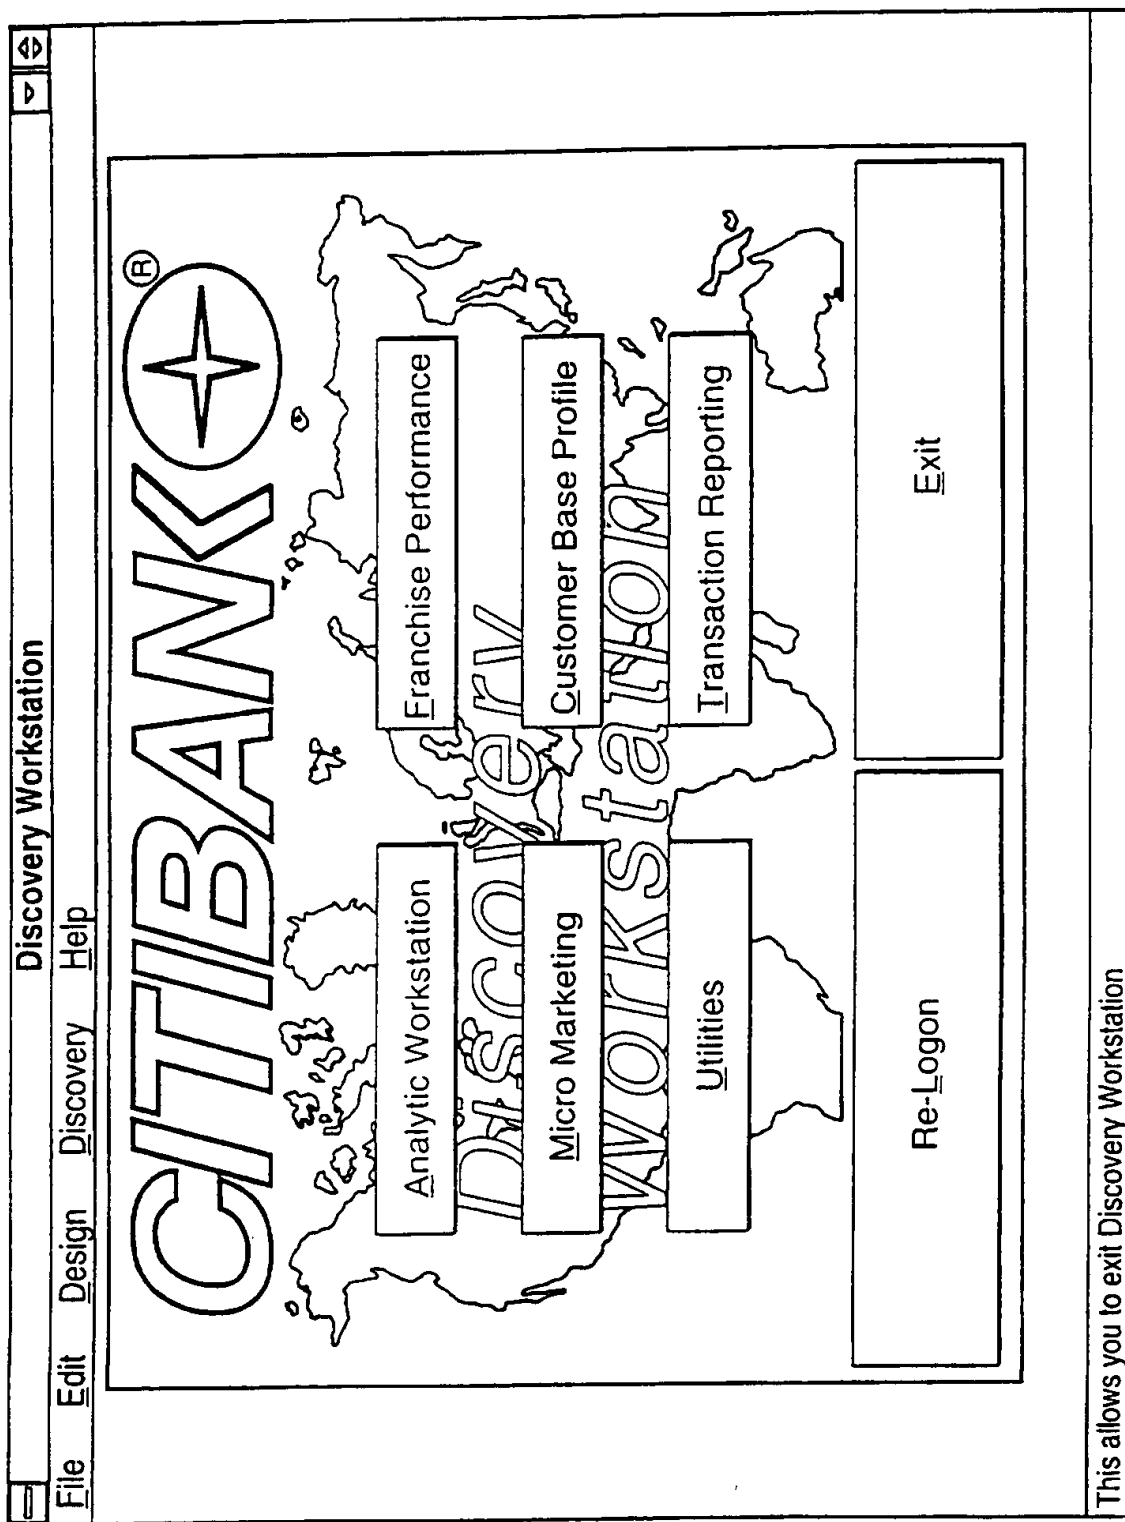 Discovery Workstation
File Edit Design Discovery Help
CITIBANK ®
Discovery
Workstation
Analytic Workstation Franchise Performance
Micro Marketing Customer Base Profile
Utilities Transaction Reporting
Re-Logon Exit
This allows you to exit Discovery Workstation